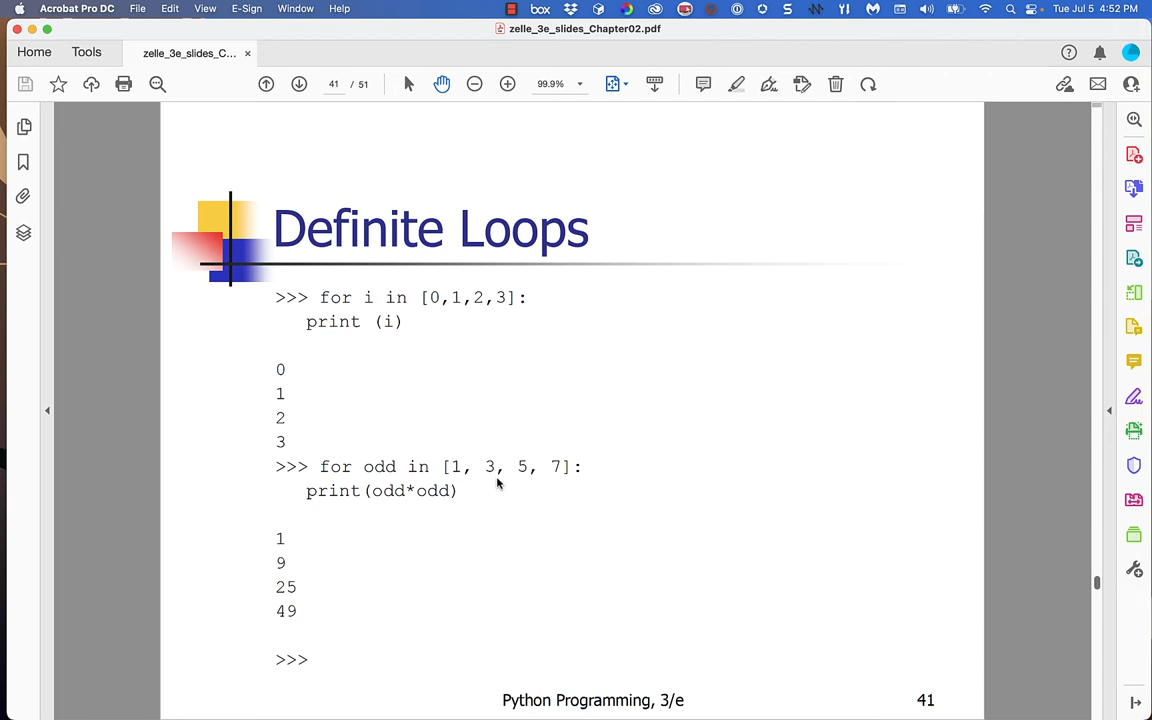 Acrobat Pro DC File Edit View E-Sign Window Help box Tue Jul 5 4:52 PM
zelle_3e_slides_Chapter02.pdf
Home Tools zelle_3e_slides_C... ×
41 / 51 99.9%
Definite Loops
>>> for i in [0,1,2,3]:
print (i)
0
1
2
3
>>> for odd in [1, 3, 5, 7]:
print(odd*odd)
1
9
25
49
>>>
Python Programming, 3/e 41